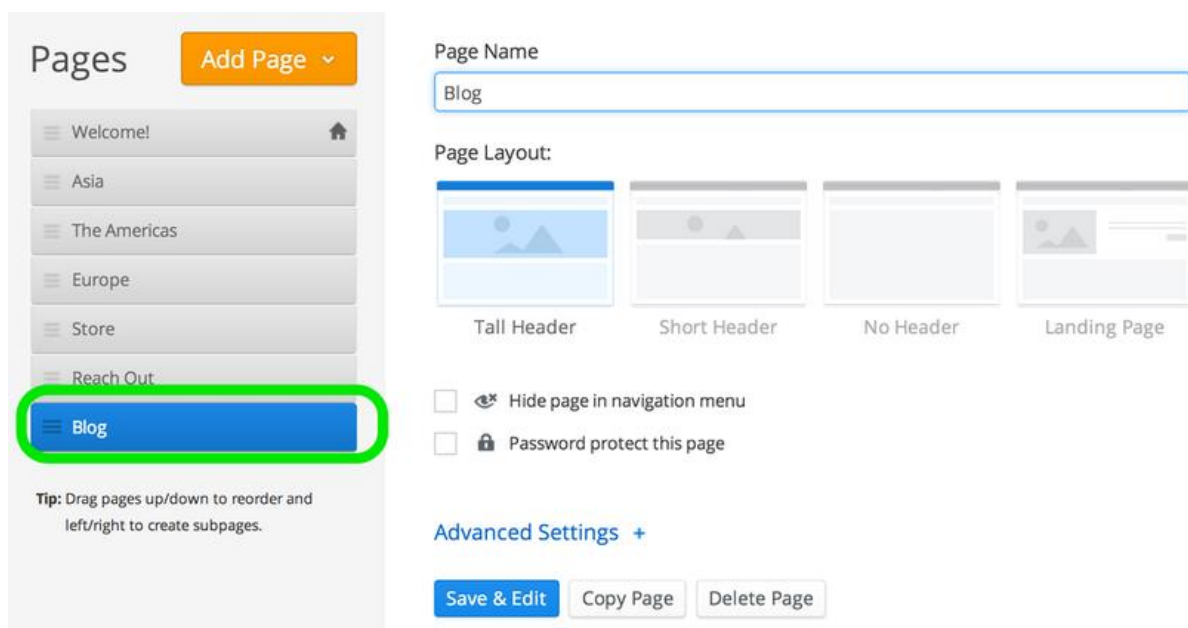 Pages
Add Page
Welcome!
Asia
The Americas
Europe
Store
Reach Out
Blog
Tip: Drag pages up/down to reorder and
left/right to create subpages.
Page Name
Blog
Page Layout:
Tall Header
Short Header
No Header
Landing Page
Hide page in navigation menu
Password protect this page
Advanced Settings +
Save & Edit
Copy Page
Delete Page